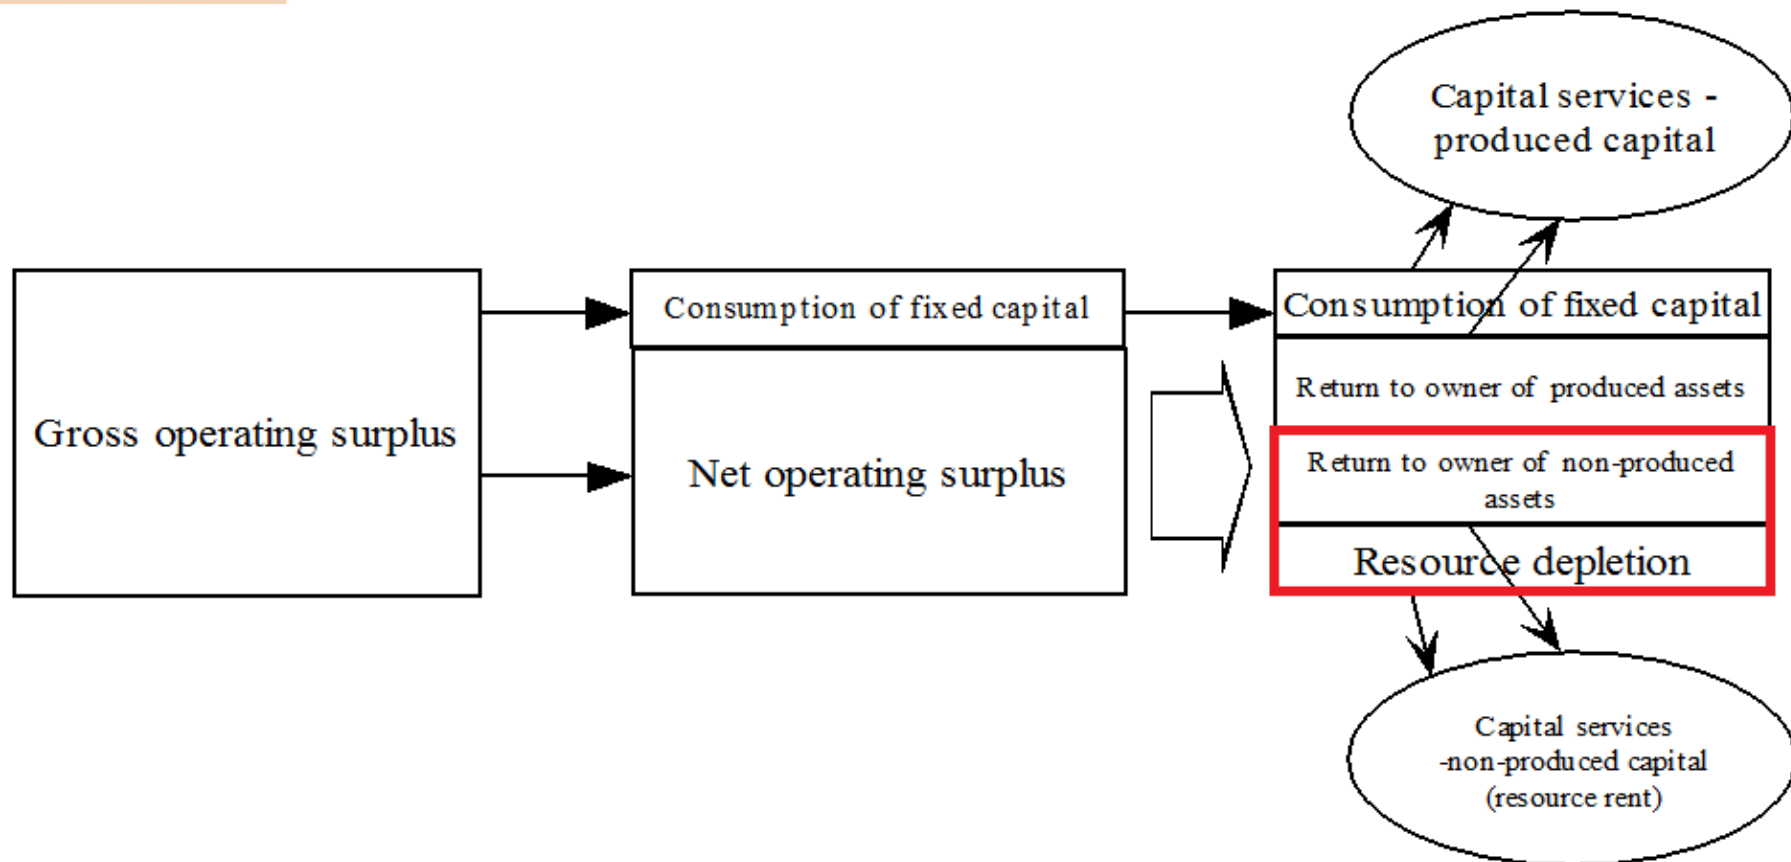 Capital services -
produced capital
Gross operating surplus
Consumption of fixed capital
Net operating surplus
Consumption of fixed capital
Return to owner of produced assets
Return to owner of non-produced
assets
Resource depletion
Capital services
-non-produced capital
(resource rent)